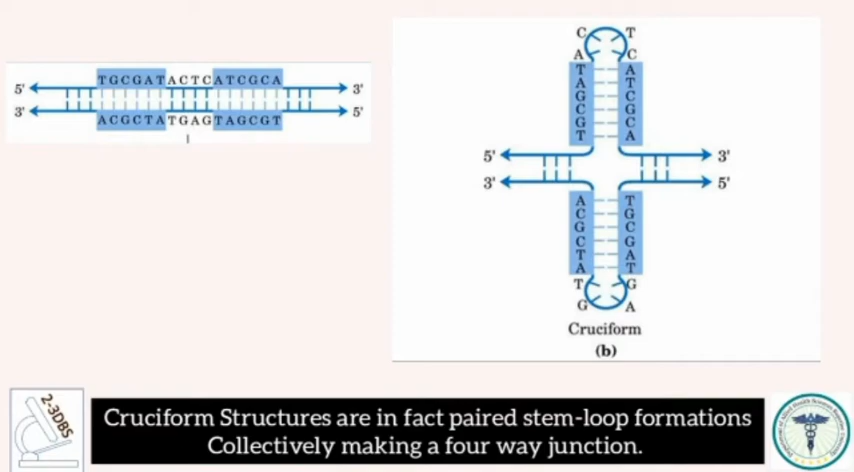 TGCGATACTCATCGCA
5' 3'
3' 5'
ACGCTATGAGTAGCGT
C T
A C
T A
A T
G C
C G
G C
T A
5' 3'
3' 5'
A T
C G
G C
C G
T A
A T
T G
G A
Cruciform
(b)
2-3DBS
Cruciform Structures are in fact paired stem-loop formations
Collectively making a four way junction.